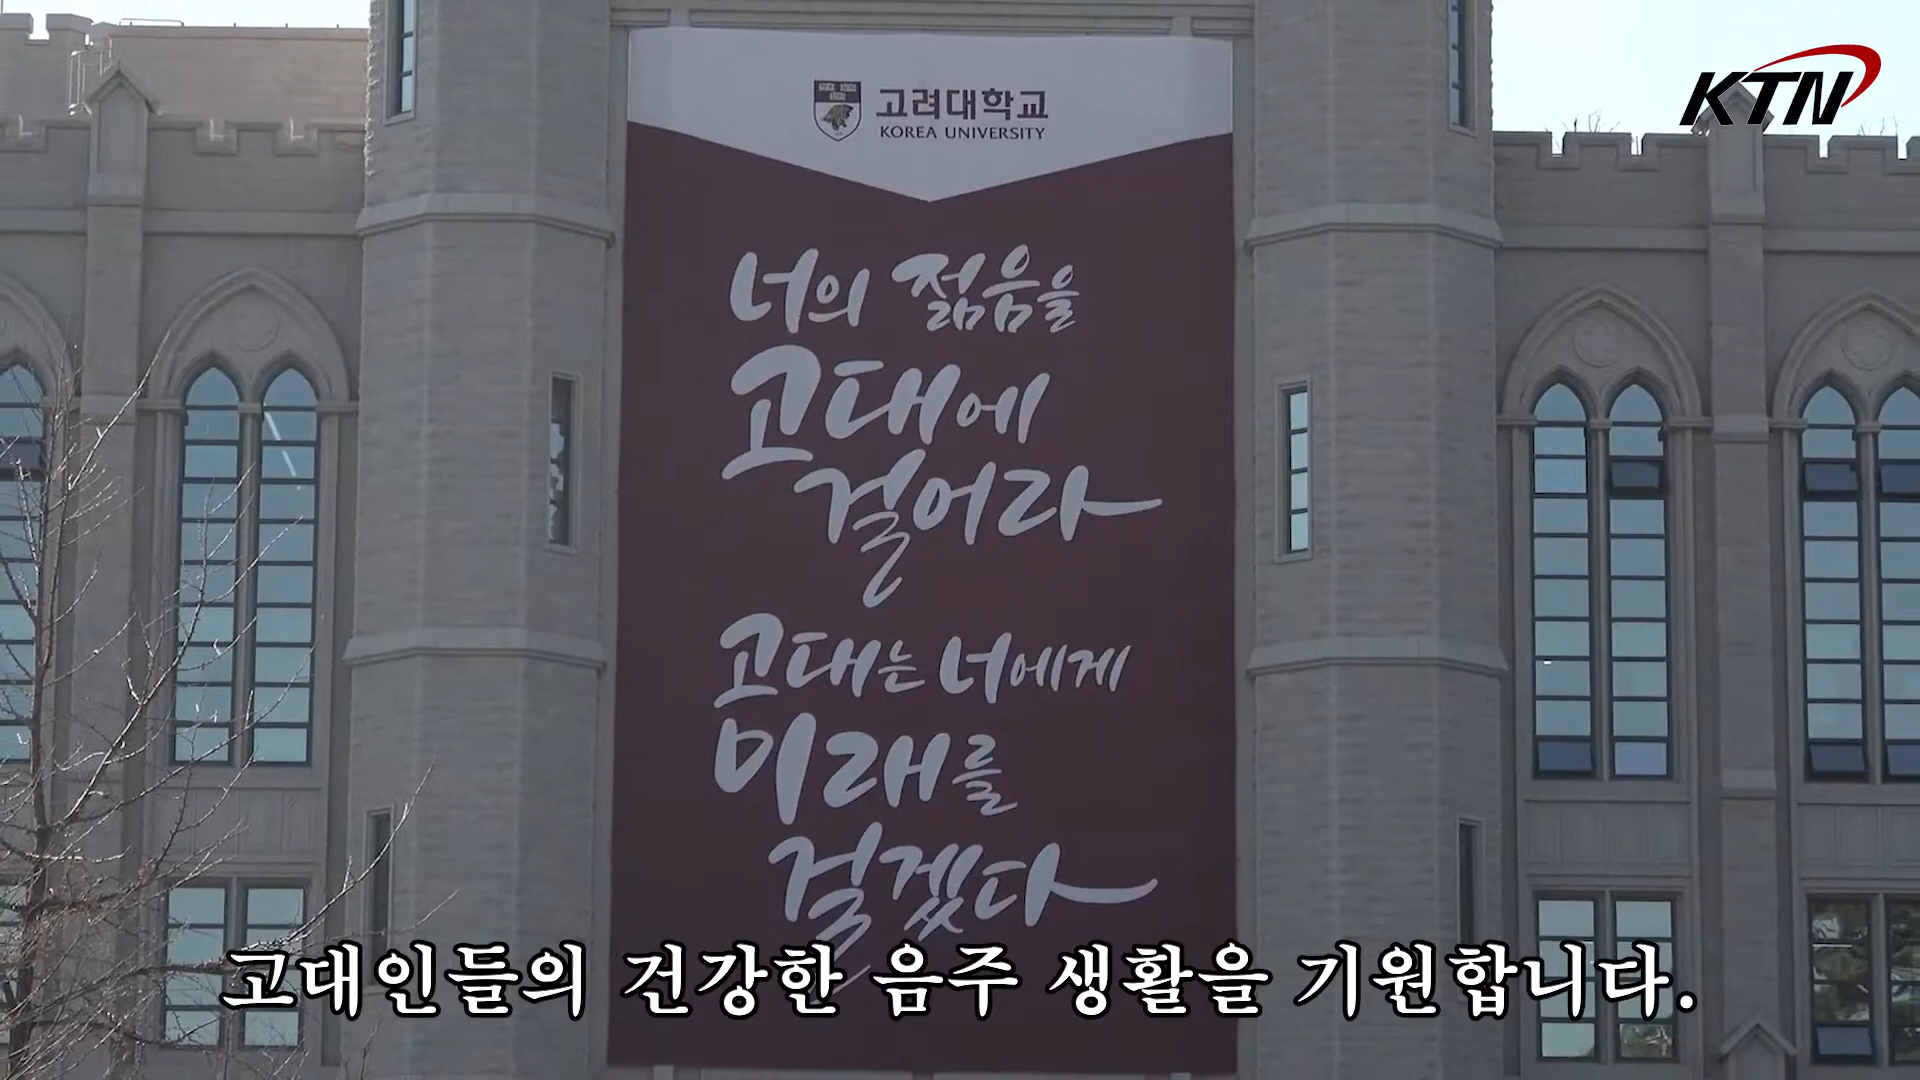 KTN
고려대학교
KOREA UNIVERSITY
너의 젊음을
고대에
걸어라
고대는 너에게
미래를
걸겠다
고대인들의 건강한 음주 생활을 기원합니다.